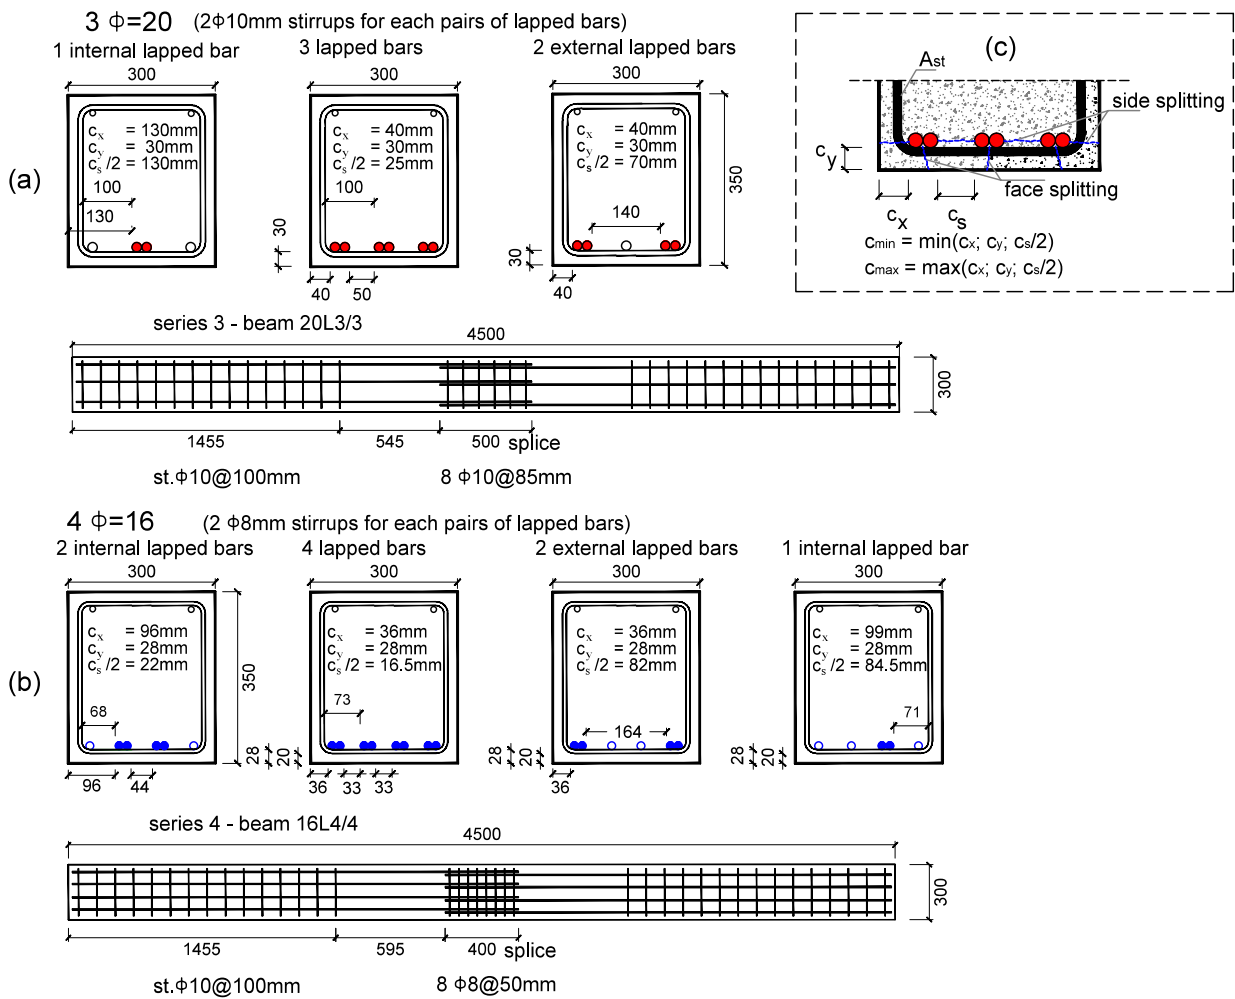 3 Φ=20 (2Φ10mm stirrups for each pairs of lapped bars)
1 internal lapped bar
3 lapped bars
2 external lapped bars
300
300
300
(a)
cx = 130mm
cy = 30mm
cs/2 = 130mm
100
130
cx = 40mm
cy = 30mm
cs/2 = 25mm
100
30
40
50
cx = 40mm
cy = 30mm
cs/2 = 70mm
140
350
30
40
(c)
Ast
side splitting
cy
face splitting
cx
cs
cmin = min(cx; cy; cs/2)
cmax = max(cx; cy; cs/2)
series 3 - beam 20L3/3
4500
300
1455
545
500 splice
st.Φ10@100mm
8 Φ10@85mm
4 Φ=16 (2 Φ8mm stirrups for each pairs of lapped bars)
2 internal lapped bars
4 lapped bars
2 external lapped bars
1 internal lapped bar
300
300
300
300
(b)
cx = 96mm
cy = 28mm
cs/2 = 22mm
68
350
96
44
28
20
cx = 36mm
cy = 28mm
cs/2 = 16.5mm
73
36
33
33
cx = 36mm
cy = 28mm
cs/2 = 82mm
164
28
20
36
cx = 99mm
cy = 28mm
cs/2 = 84.5mm
71
28
20
series 4 - beam 16L4/4
4500
300
1455
595
400 splice
st.Φ10@100mm
8 Φ8@50mm